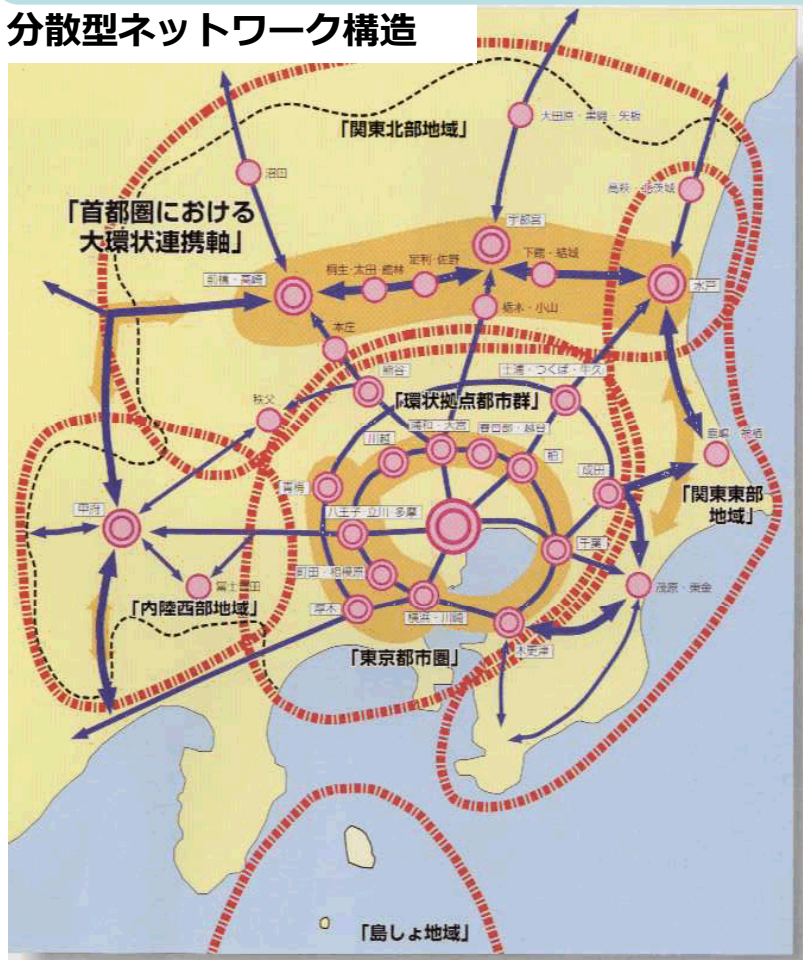 分散型ネットワーク構造
「関東北部地域」
大田原・黒磯・矢板
沼田
高萩・北茨城
「首都圏における
大環状連携軸」
宇都宮
下館・結城
足利・佐野
桐生・太田・館林
前橋・高崎
水戸
栃木・小山
本庄
熊谷
土浦・つくば・牛久
秩父
「環状拠点都市群」
浦和・大宮
春日部・越谷
川越
柏
鹿嶋・神栖
成田
青梅
「関東東部
地域」
甲府
八王子・立川・多摩
千葉
町田・相模原
富士吉田
茂原・東金
「内陸西部地域」
厚木
横浜・川崎
木更津
「東京都市圏」
「島しょ地域」